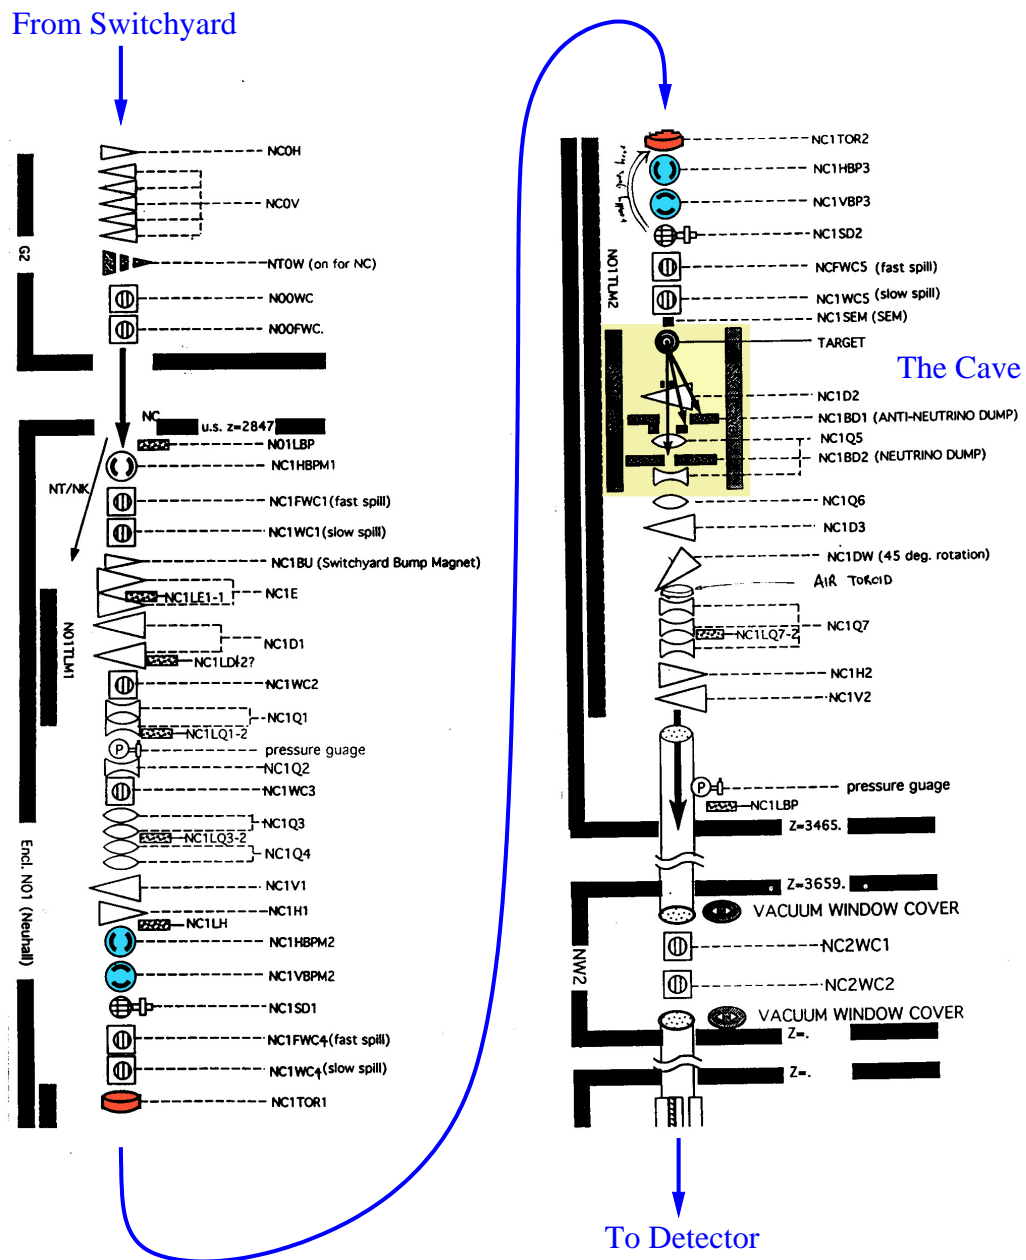 From Switchyard
NC0H
NC0V
G2
NT0W (on for NC)
N00WC
N00FWC.
NC
u.s. z=2847
N01LBP
NC1HBPM1
NT/NK
NC1FWC1(fast spill)
NC1WC1(slow spill)
NC1BU (Switchyard Bump Magnet)
NC1LE1-1
NC1E
N01TLM1
NC1D1
NC1LD1-2?
NC1WC2
NC1Q1
NC1LQ1-2
P
pressure guage
NC1Q2
NC1WC3
NC1Q3
NC1LQ3-2
NC1Q4
Encl. N01 (Neuhall)
NC1V1
NC1H1
NC1LH
NC1HBPM2
NC1VBPM2
NC1SD1
NC1FWC4(fast spill)
NC1WC4(slow spill)
NC1TOR1
NC1TOR2
NC1HBP3
NC1VBP3
NC1SD2
N01TLM2
NCFWC5 (fast spill)
NC1WC5 (slow spill)
NC1SEM (SEM)
TARGET
The Cave
NC1D2
NC1BD1 (ANTI-NEUTRINO DUMP)
NC1Q5
NC1BD2 (NEUTRINO DUMP)
NC1Q6
NC1D3
NC1DW (45 deg. rotation)
AIR TOROID
NC1Q7
NC1LQ7-2
NC1H2
NC1V2
P
pressure guage
NC1LBP
Z=3465.
Z=3659.
VACUUM WINDOW COVER
NW2
NC2WC1
NC2WC2
VACUUM WINDOW COVER
Z=.
Z=.
To Detector